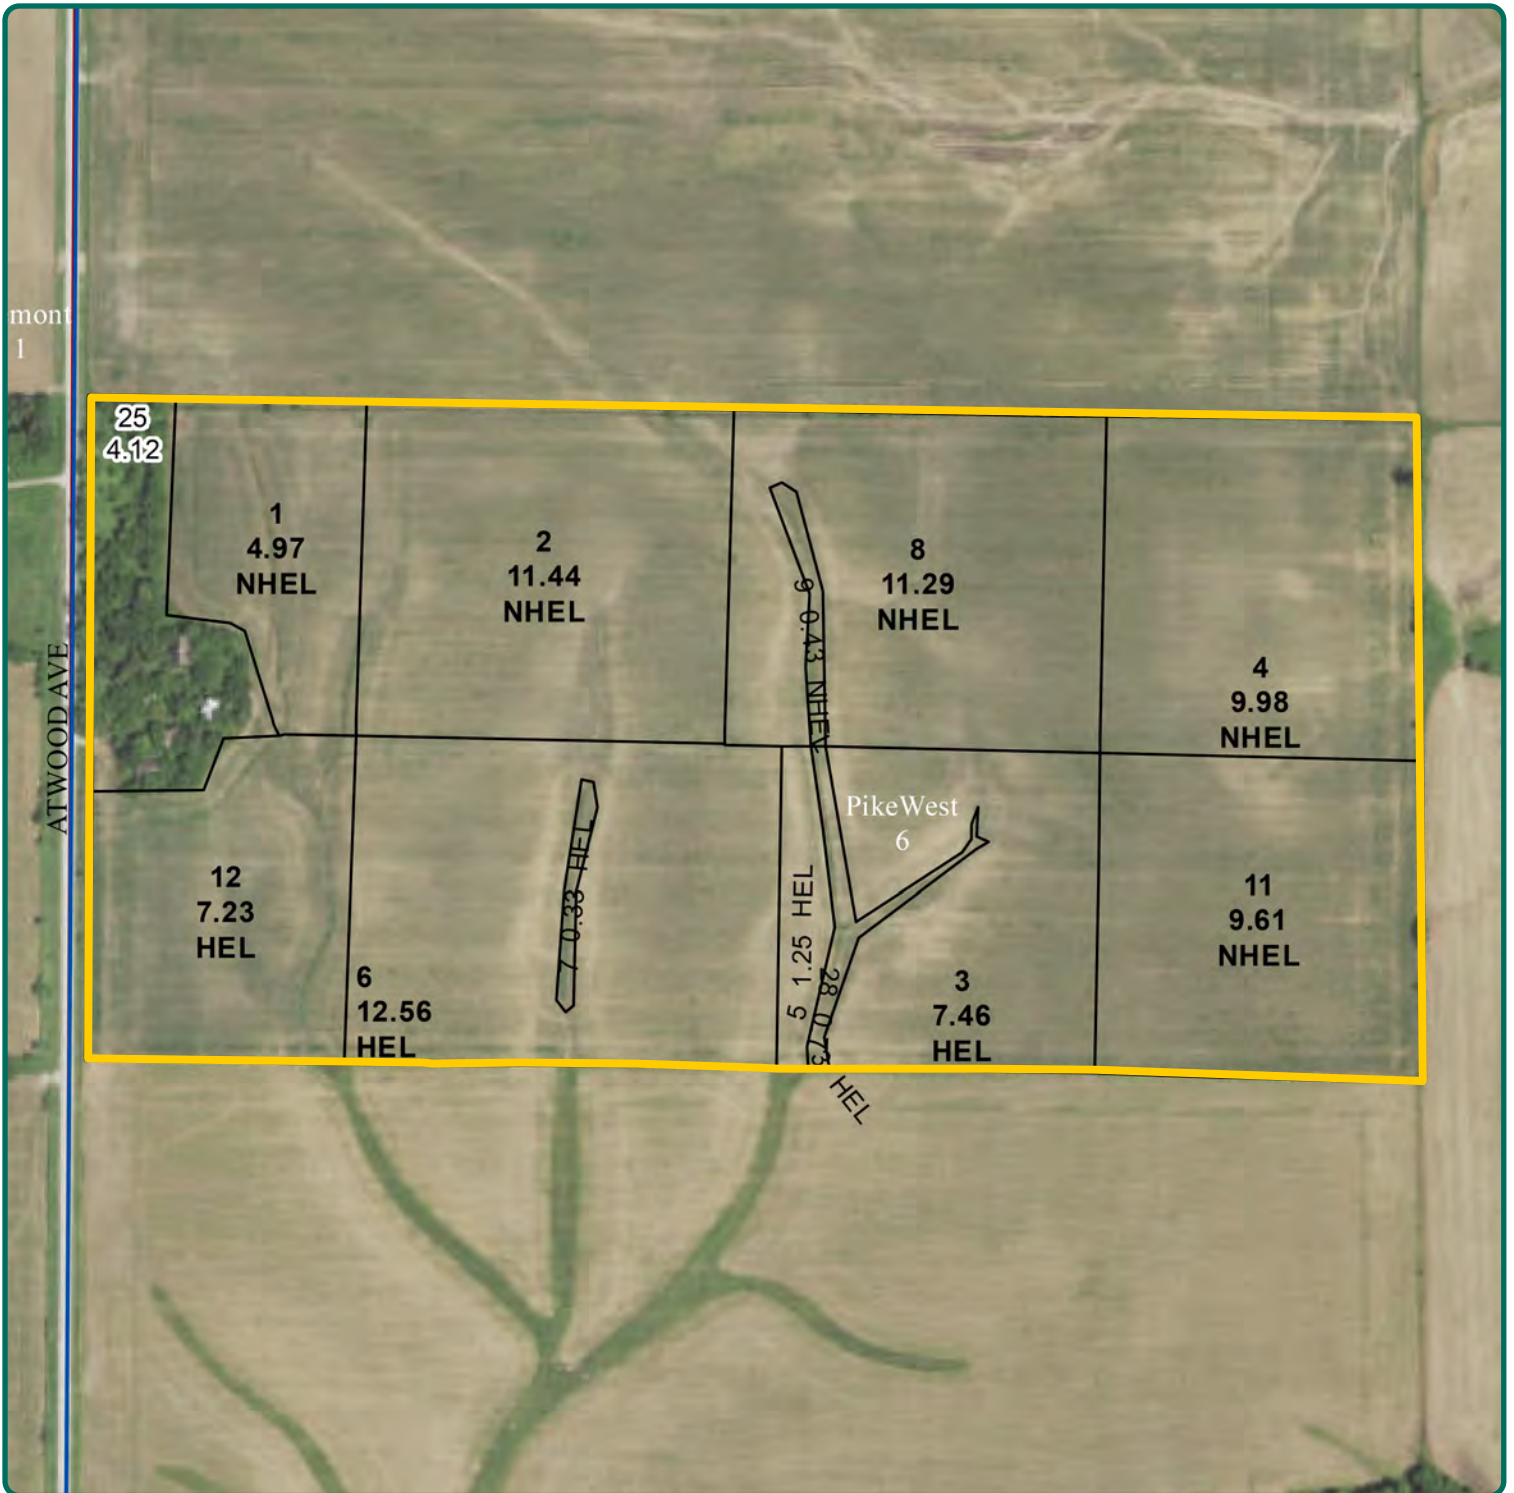 mont
1
25
4.12
1
4.97
NHEL
2
11.44
NHEL
8
11.29
NHEL
9 0.43 NHEL
4
9.98
NHEL
ATWOOD AVE
PikeWest
6
12
7.23
HEL
7 0.33 HEL
5 1.25 HEL
11
9.61
NHEL
6
12.56
HEL
28 0.73 HEL
3
7.46
HEL